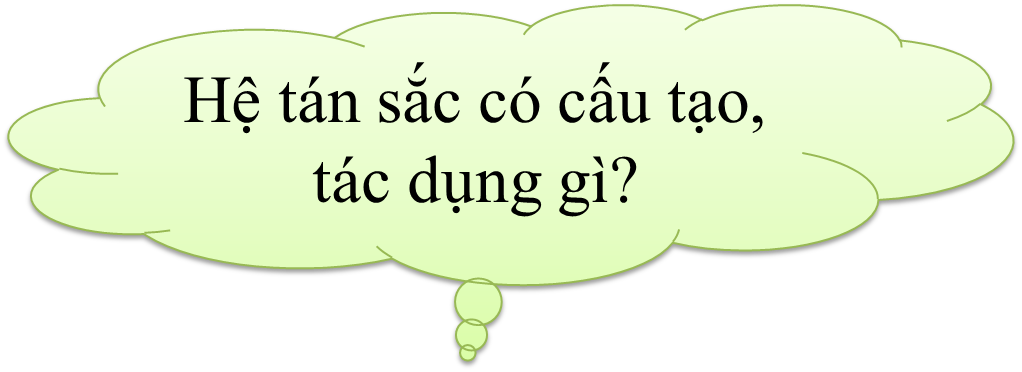 Hệ tán sắc có cấu tạo,
tác dụng gì?